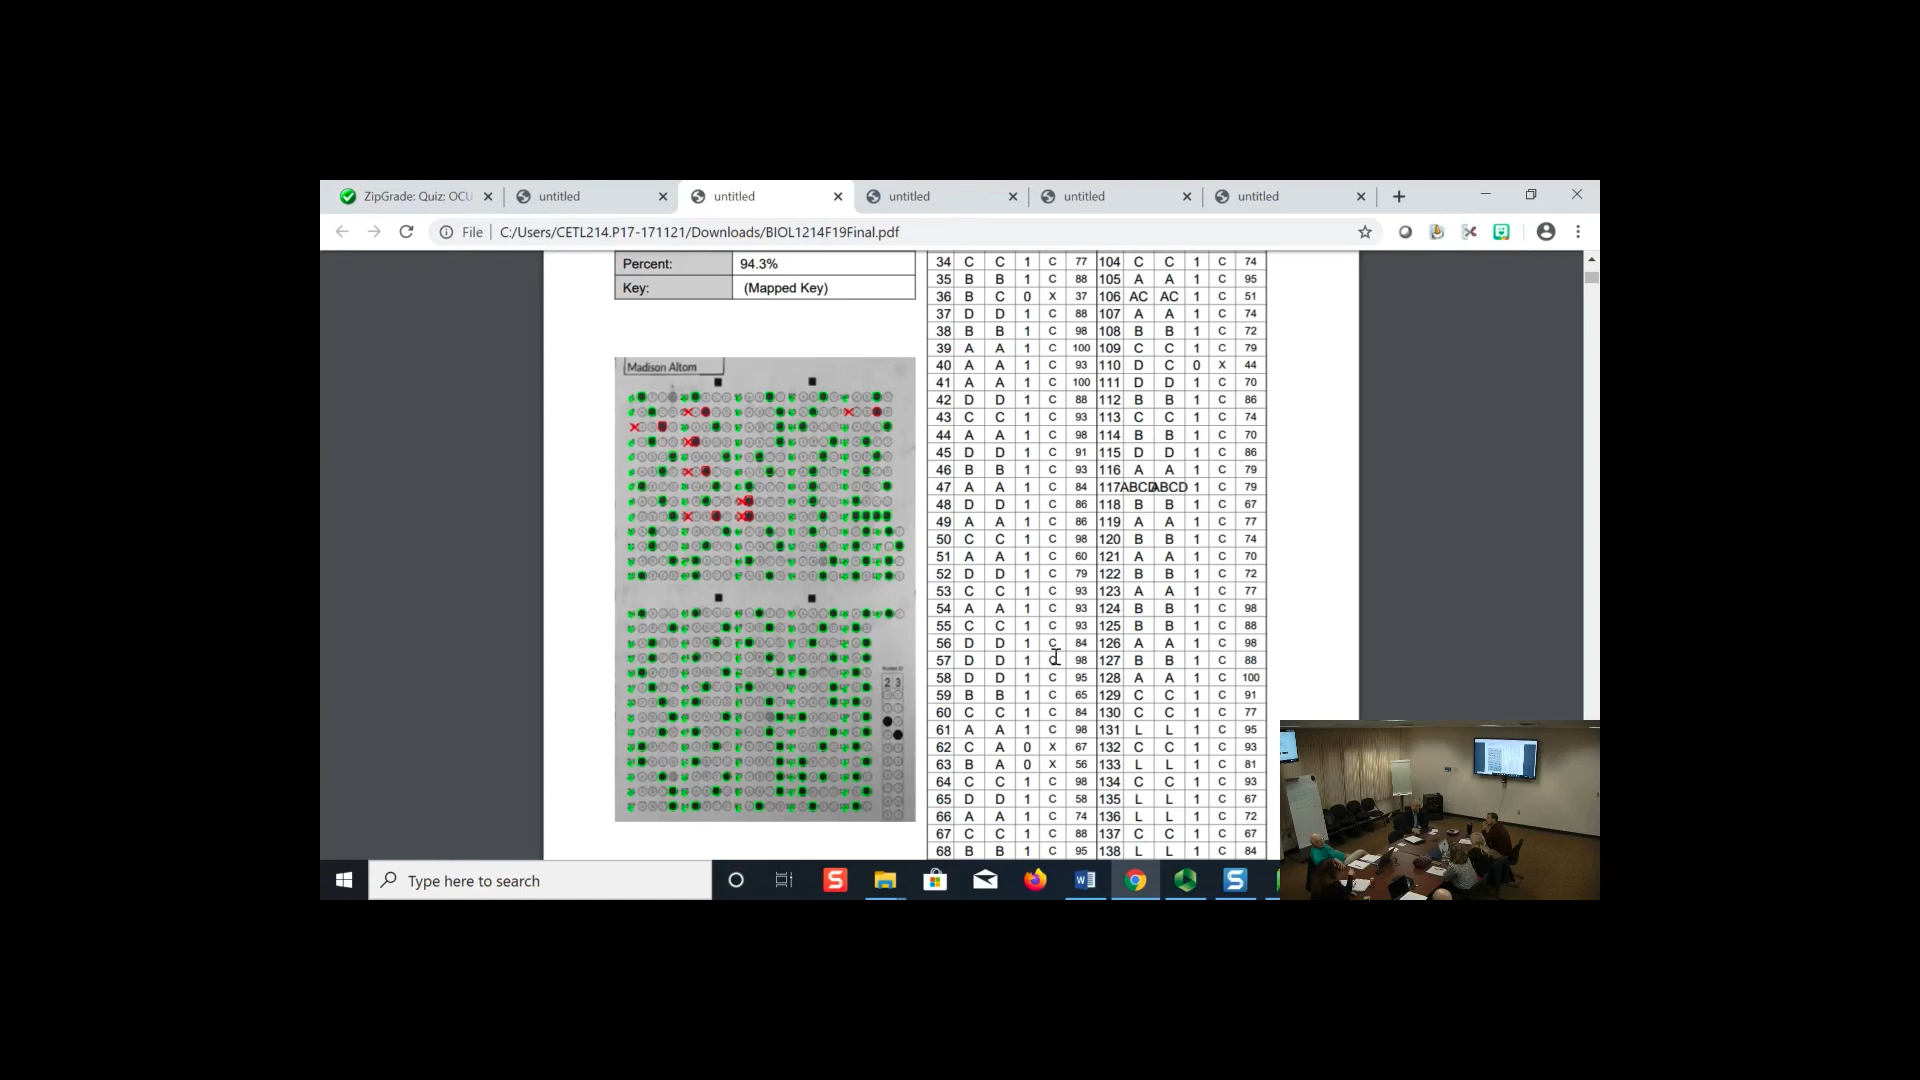 ZipGrade: Quiz: OCU
untitled
untitled
untitled
untitled
untitled
File
C:/Users/CETL214.P17-171121/Downloads/BIOL1214F19Final.pdf
Percent: 94.3%
Key: (Mapped Key)
Madison Altom
2 3
34 C C 1 C 77 104 C C 1 C 74
35 B B 1 C 88 105 A A 1 C 95
36 B C 0 X 37 106 AC AC 1 C 51
37 D D 1 C 88 107 A A 1 C 74
38 B B 1 C 98 108 B B 1 C 72
39 A A 1 C 100 109 C C 1 C 79
40 A A 1 C 93 110 D C 0 X 44
41 A A 1 C 100 111 D D 1 C 70
42 D D 1 C 88 112 B B 1 C 86
43 C C 1 C 93 113 C C 1 C 74
44 A A 1 C 98 114 B B 1 C 70
45 D D 1 C 91 115 D D 1 C 86
46 B B 1 C 93 116 A A 1 C 79
47 A A 1 C 84 117 ABCD ABCD 1 C 79
48 D D 1 C 86 118 B B 1 C 67
49 A A 1 C 86 119 A A 1 C 77
50 C C 1 C 98 120 B B 1 C 74
51 A A 1 C 60 121 A A 1 C 70
52 D D 1 C 79 122 B B 1 C 72
53 C C 1 C 93 123 A A 1 C 77
54 A A 1 C 93 124 B B 1 C 98
55 C C 1 C 93 125 B B 1 C 88
56 D D 1 C 84 126 A A 1 C 98
57 D D 1 C 98 127 B B 1 C 88
58 D D 1 C 95 128 A A 1 C 100
59 B B 1 C 65 129 C C 1 C 91
60 C C 1 C 84 130 C C 1 C 77
61 A A 1 C 98 131 L L 1 C 95
62 C A 0 X 67 132 C C 1 C 93
63 B A 0 X 56 133 L L 1 C 81
64 C C 1 C 98 134 C C 1 C 93
65 D D 1 C 58 135 L L 1 C 67
66 A A 1 C 74 136 L L 1 C 72
67 C C 1 C 88 137 C C 1 C 67
68 B B 1 C 95 138 L L 1 C 84
Type here to search